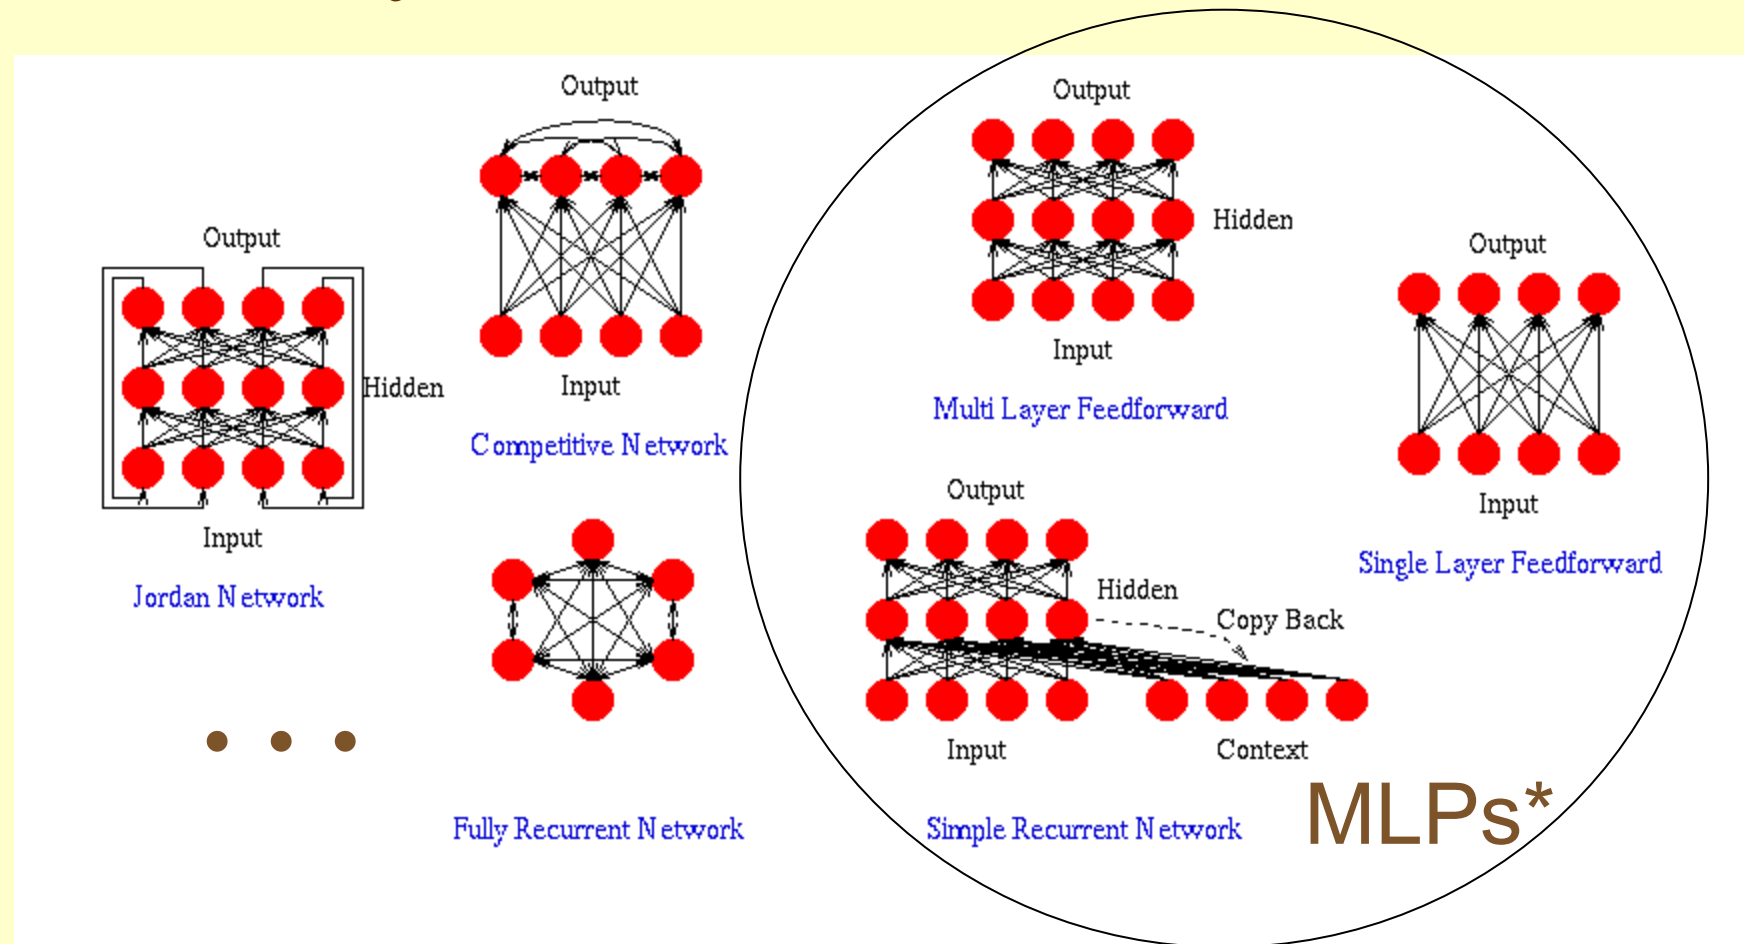 Output
Hidden
Input
Jordan Network
Output
Input
Competitive Network
Fully Recurrent Network
Output
Hidden
Input
Multi Layer Feedforward
Output
Input
Single Layer Feedforward
Output
Hidden
Copy Back
Input
Context
Simple Recurrent Network
MLPs*